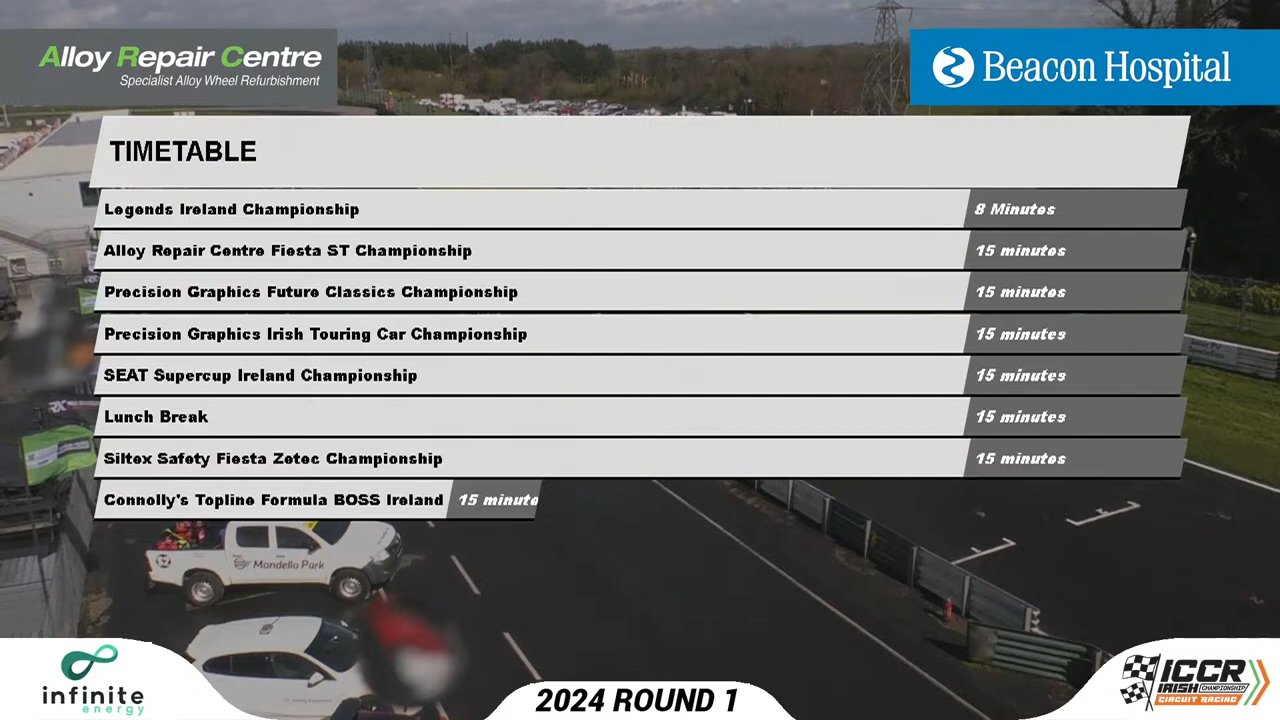 Alloy Repair Centre
Specialist Alloy Wheel Refurbishment
Beacon Hospital
TIMETABLE
Legends Ireland Championship 8 Minutes
Alloy Repair Centre Fiesta ST Championship 15 minutes
Precision Graphics Future Classics Championship 15 minutes
Precision Graphics Irish Touring Car Championship 15 minutes
SEAT Supercup Ireland Championship 15 minutes
Lunch Break 15 minutes
Siltex Safety Fiesta Zetec Championship 15 minutes
Connolly's Topline Formula BOSS Ireland 15 minute
Mondello Park
infinite
energy
2024 ROUND 1
ICCR
IRISH CHAMPIONSHIP
CIRCUIT RACING